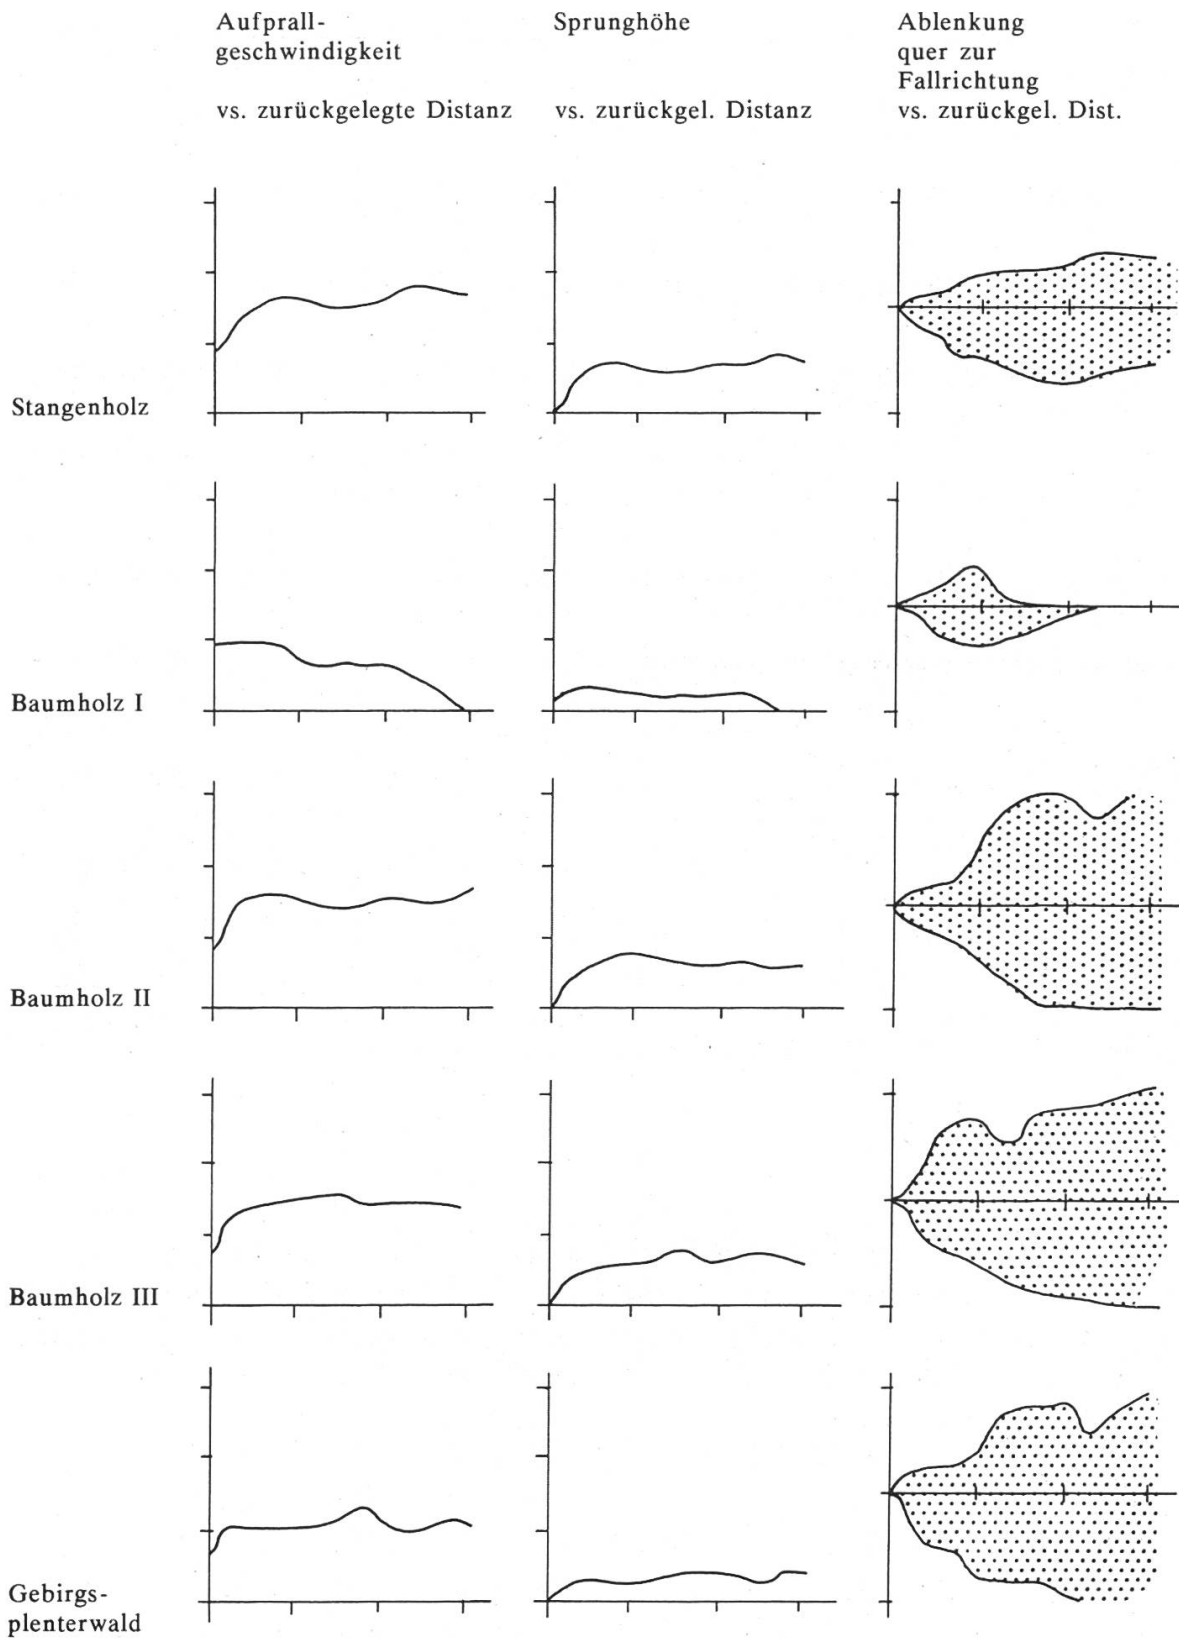 Aufprall-
geschwindigkeit
vs. zurückgelegte Distanz
Sprunghöhe
vs. zurückgel. Distanz
Ablenkung
quer zur
Fallrichtung
vs. zurückgel. Dist.
Stangenholz
Baumholz I
Baumholz II
Baumholz III
Gebirgs-
plenterwald